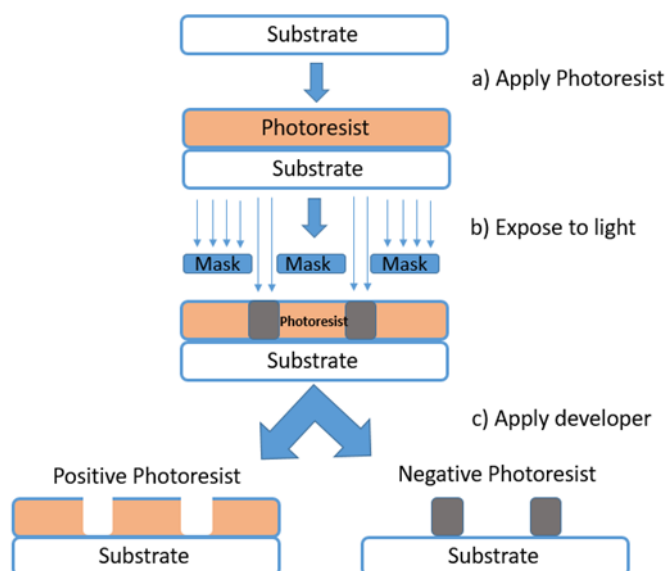 Substrate
a) Apply Photoresist
Photoresist
Substrate
b) Expose to light
Mask Mask Mask
Photoresist
Substrate
c) Apply developer
Positive Photoresist
Negative Photoresist
Substrate
Substrate